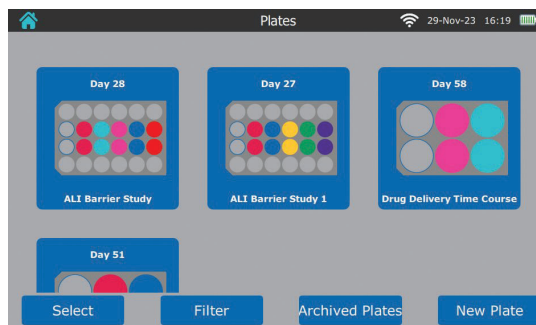 Plates
29-Nov-23 16:19
Day 28
ALI Barrier Study
Day 27
ALI Barrier Study 1
Day 58
Drug Delivery Time Course
Day 51
Select
Filter
Archived Plates
New Plate